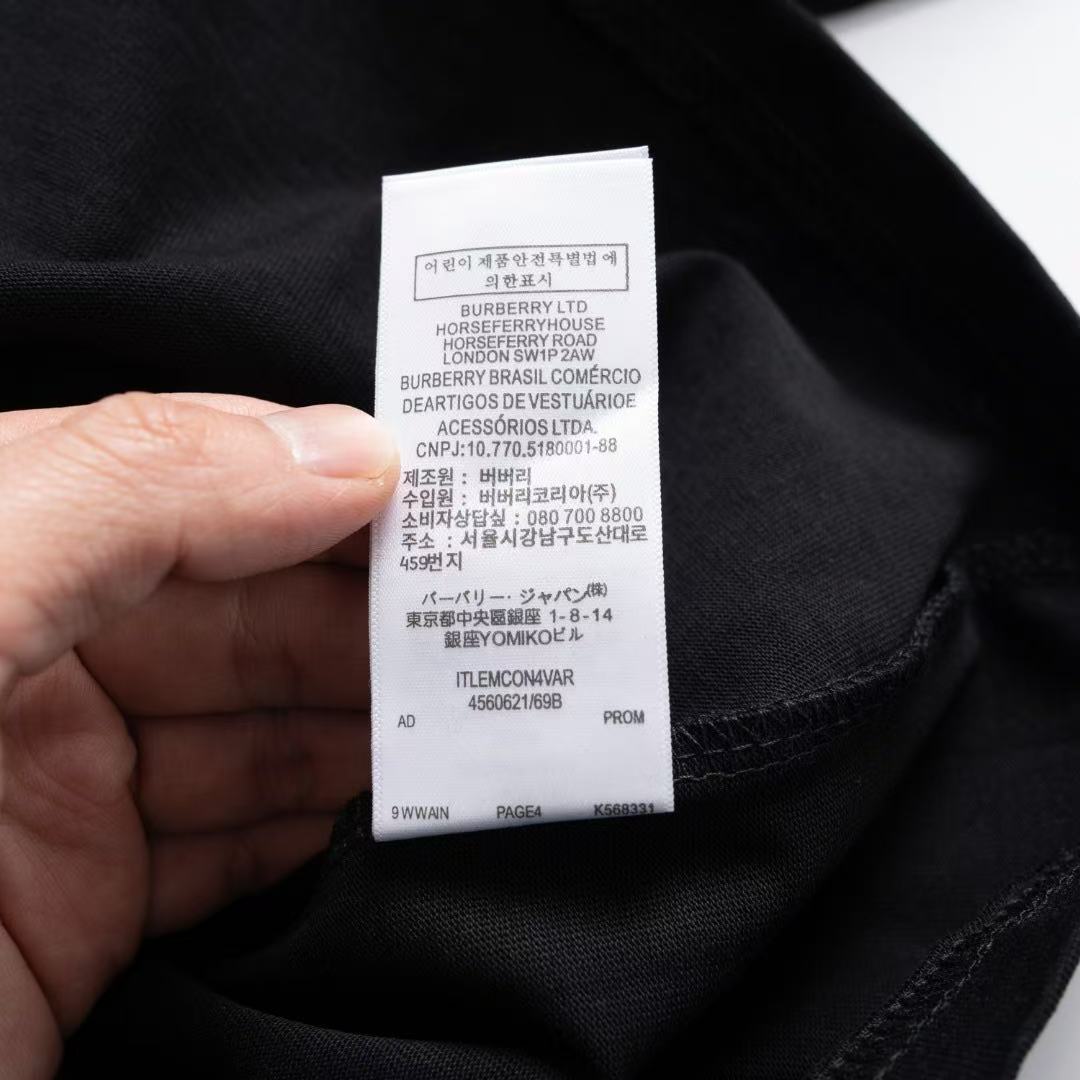 어린이 제품안전특별법에
의한표시
BURBERRY LTD
HORSEFERRYHOUSE
HORSEFERRY ROAD
LONDON SW1P 2AW
BURBERRY BRASIL COMÉRCIO
DEARTIGOS DE VESTUÁRIOE
ACESSÓRIOS LTDA.
CNPJ:10.770.5180001-88
제조원 : 버버리
수입원 : 버버리코리아(주)
소비자상답싶 : 080 700 8800
주소 : 서율시강남구도산대로
459번지
バーバリー・ジャパン(株)
東京都中央區銀座 1-8-14
銀座YOMIKOビル
ITLEMCON4VAR
4560621/69B
AD PROM
9 WWAIN PAGE4 K568331